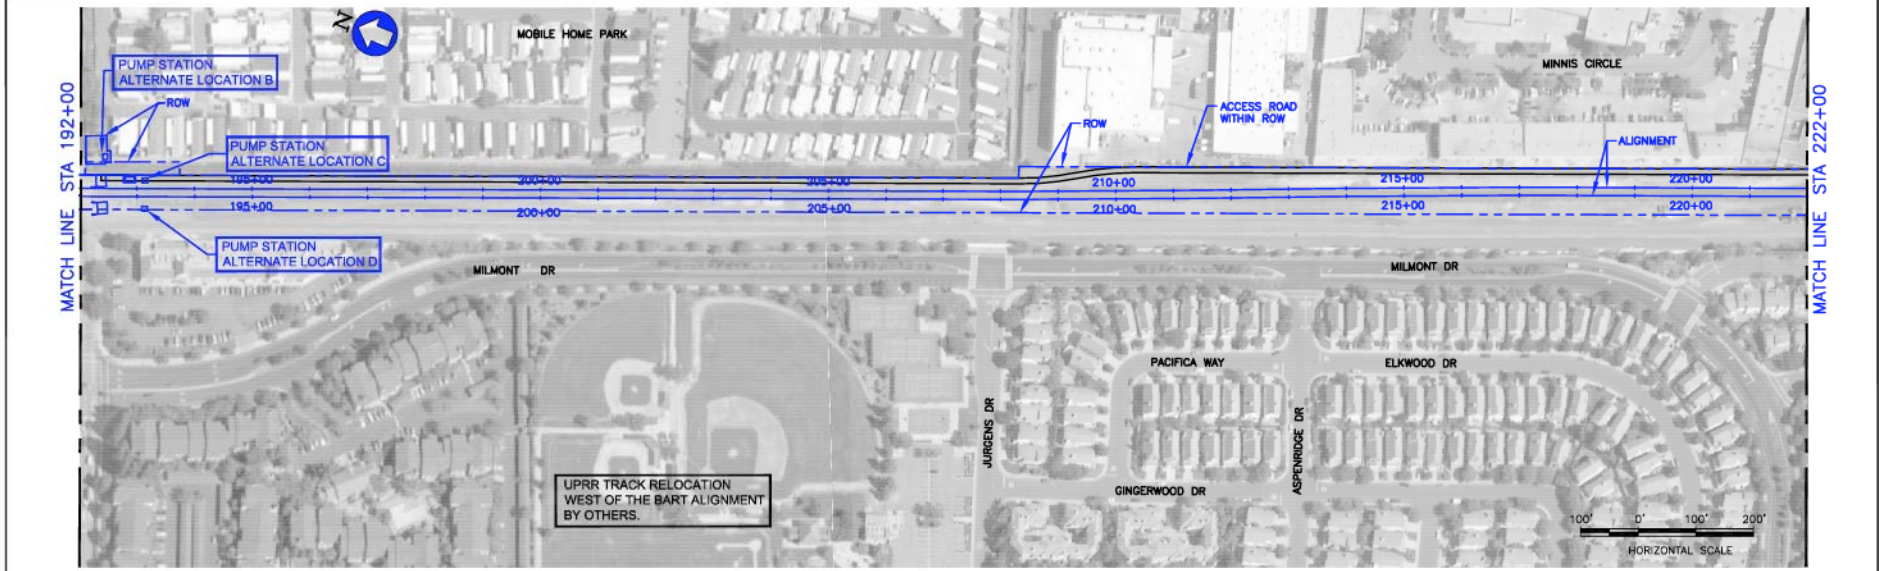 N
MOBILE HOME PARK
MINNIS CIRCLE
PUMP STATION
ALTERNATE LOCATION B
ROW
MATCH LINE STA 192+00
PUMP STATION
ALTERNATE LOCATION C
ROW
ACCESS ROAD
WITHIN ROW
ALIGNMENT
MATCH LINE STA 222+00
195+00
200+00
205+00
210+00
215+00
220+00
195+00
200+00
205+00
210+00
215+00
220+00
PUMP STATION
ALTERNATE LOCATION D
MILMONT DR
MILMONT DR
PACIFICA WAY
ELKWOOD DR
JURGENS DR
ASPENRIDGE DR
GINGERWOOD DR
UPRR TRACK RELOCATION
WEST OF THE BART ALIGNMENT
BY OTHERS.
100' 0' 100' 200'
HORIZONTAL SCALE